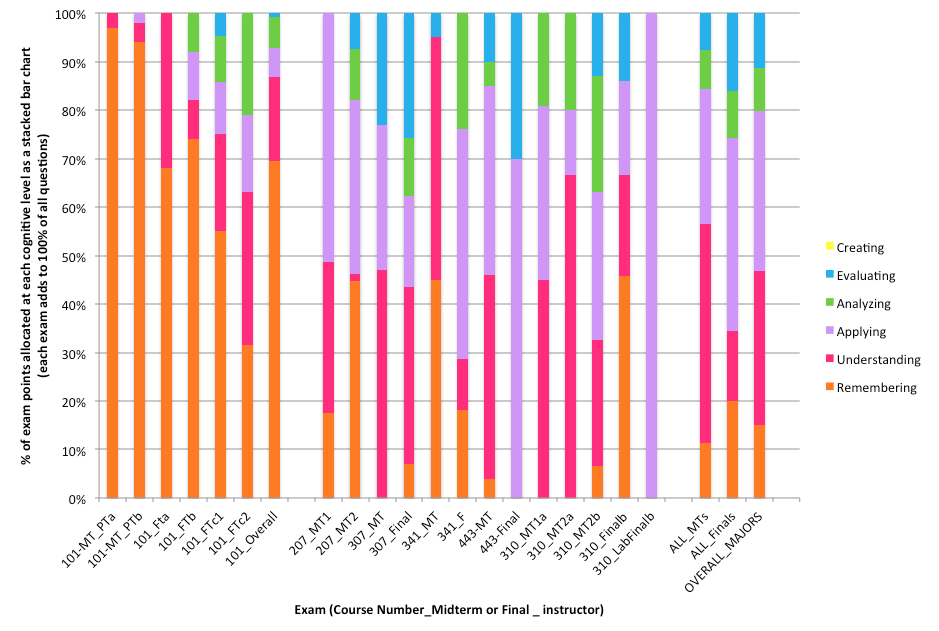 % of exam points allocated at each cognitive level as a stacked bar chart
(each exam adds to 100% of all questions)
100%
90%
80%
70%
60%
50%
40%
30%
20%
10%
0%
101-MT_PTa
101-MT_PTb
101_Fta
101_FTb
101_FTc1
101_FTc2
101_Overall
207_MT1
207_MT2
307_MT
307_Final
341_MT
341_F
443-MT
443-Final
310_MT1a
310_MT2a
310_MT2b
310_Finalb
310_LabFinalb
ALL_MTs
ALL_Finals
OVERALL_MAJORS
Exam (Course Number_Midterm or Final _ instructor)
Creating
Evaluating
Analyzing
Applying
Understanding
Remembering